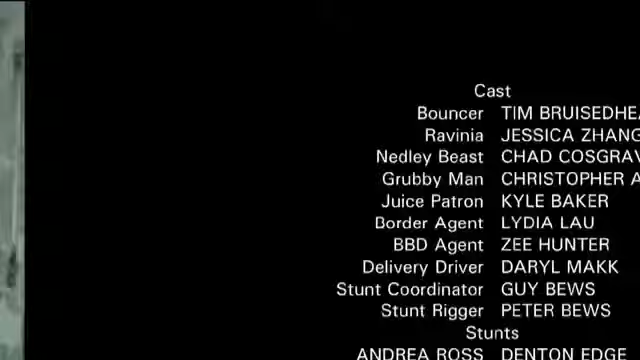 Cast
Bouncer TIM BRUISEDHEA
Ravinia JESSICA ZHANG
Nedley Beast CHAD COSGRAV
Grubby Man CHRISTOPHER A
Juice Patron KYLE BAKER
Border Agent LYDIA LAU
BBD Agent ZEE HUNTER
Delivery Driver DARYL MAKK
Stunt Coordinator GUY BEWS
Stunt Rigger PETER BEWS
Stunts
ANDREA ROSS DENTON EDGE